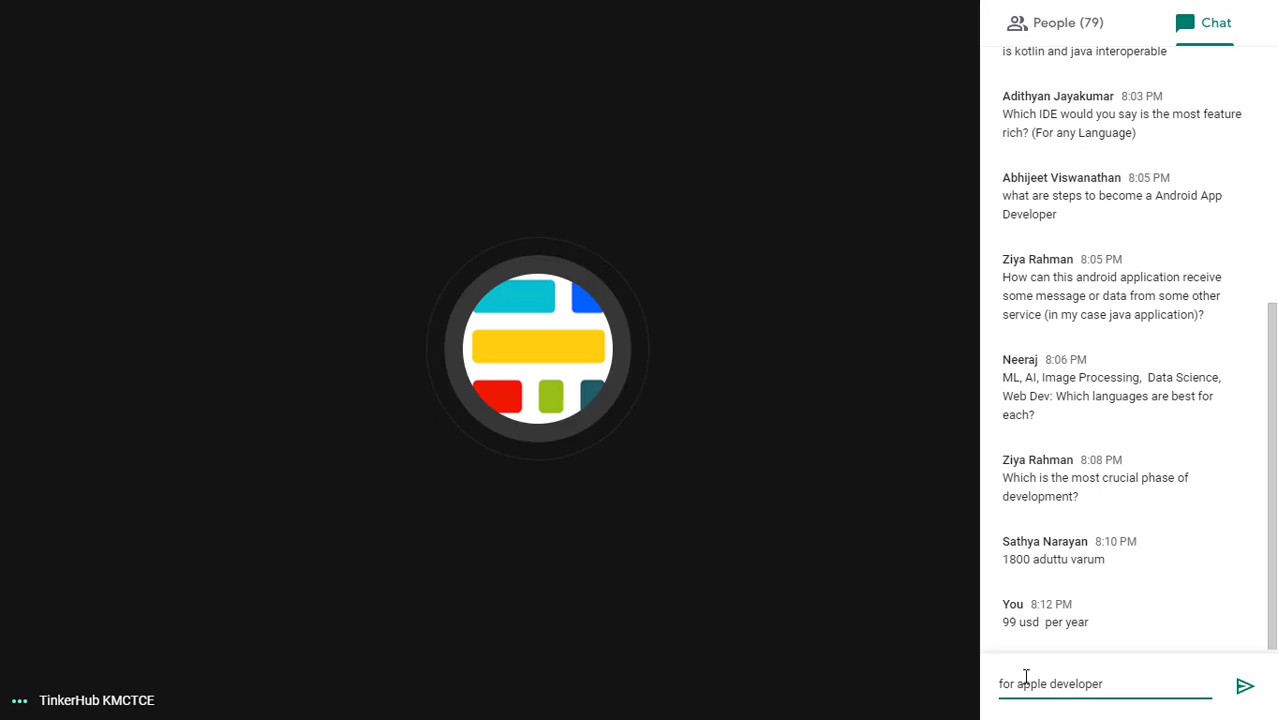 People (79)
Chat
is kotlin and java interoperable
Adithyan Jayakumar 8:03 PM
Which IDE would you say is the most feature
rich? (For any Language)
Abhijeet Viswanathan 8:05 PM
what are steps to become a Android App
Developer
Ziya Rahman 8:05 PM
How can this android application receive
some message or data from some other
service (in my case java application)?
Neeraj 8:06 PM
ML, AI, Image Processing,  Data Science,
Web Dev: Which languages are best for
each?
Ziya Rahman 8:08 PM
Which is the most crucial phase of
development?
Sathya Narayan 8:10 PM
1800 aduttu varum
You 8:12 PM
99 usd  per year
for apple developer
TinkerHub KMCTCE